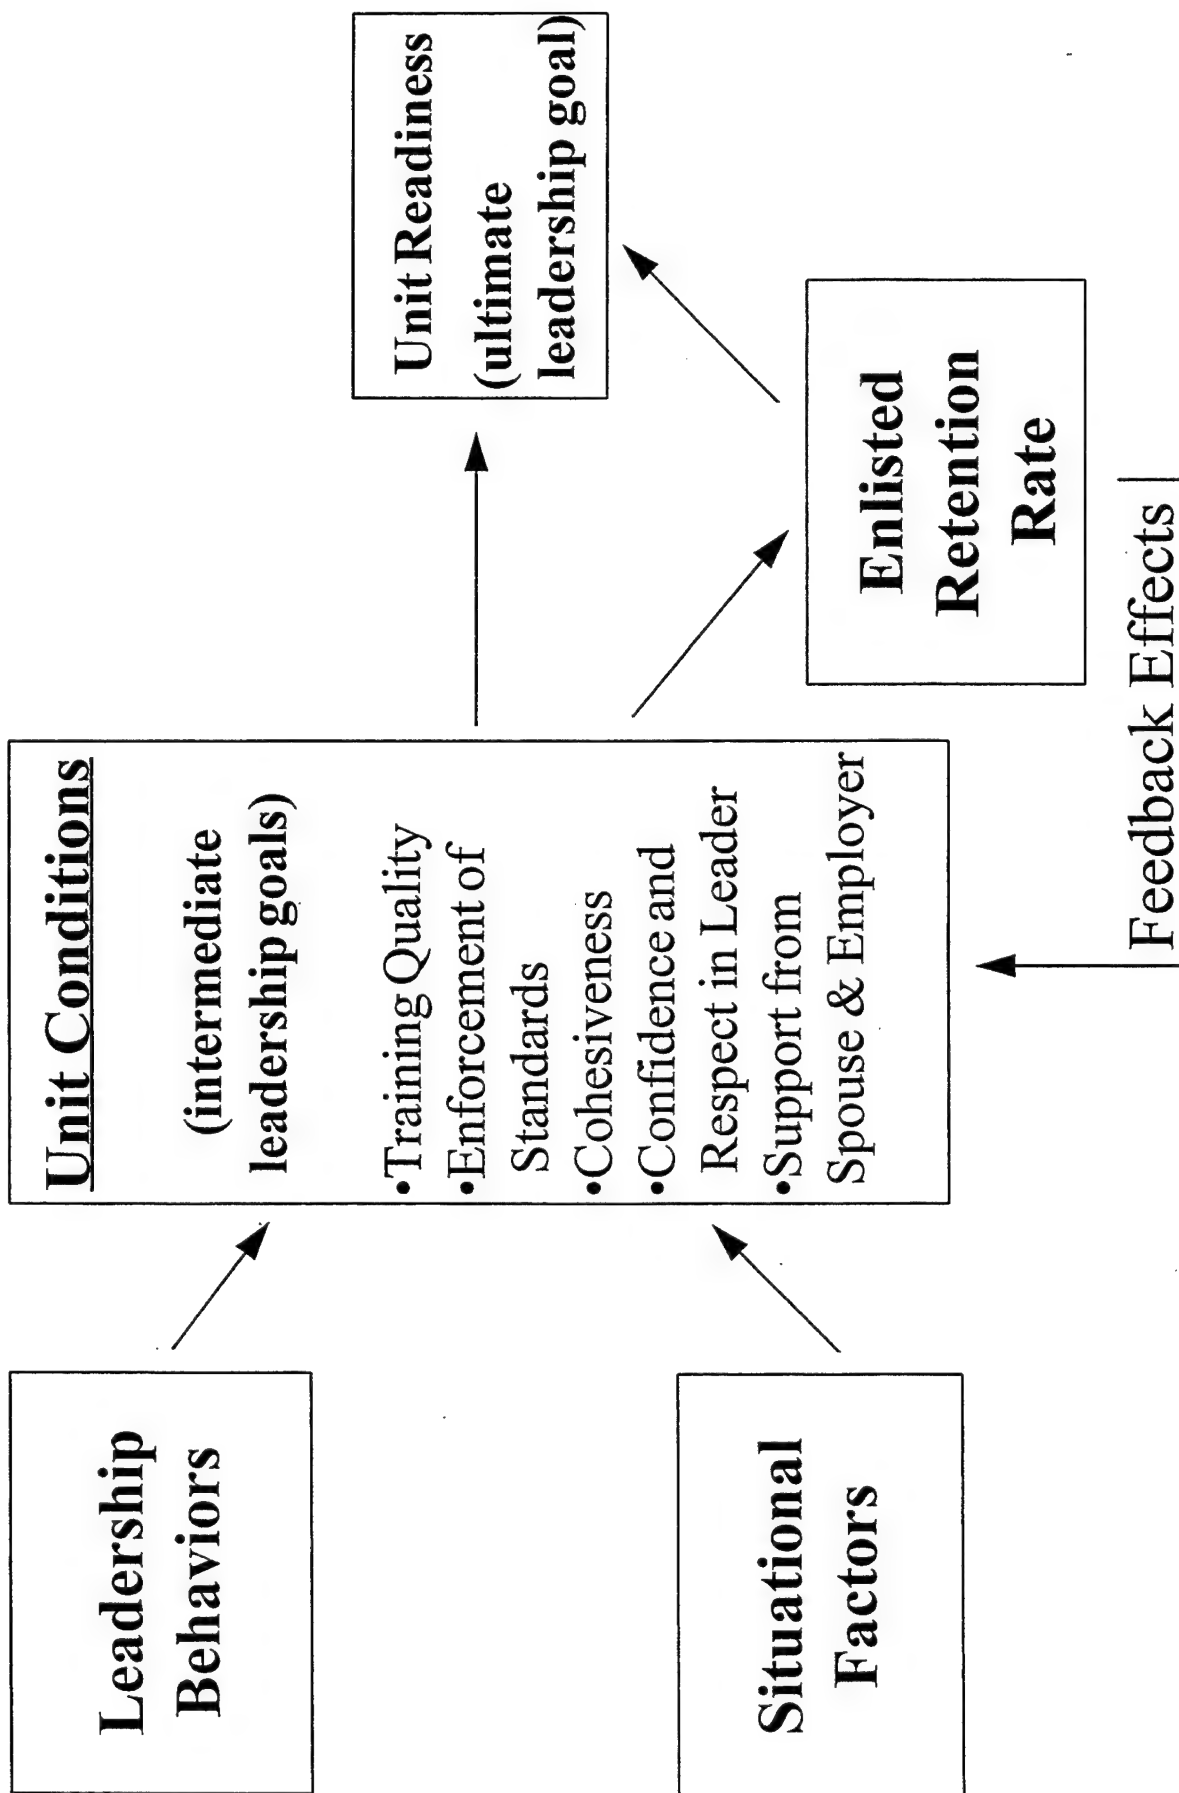 Leadership
Behaviors
Situational
Factors
Unit Conditions
(intermediate
leadership goals)
•Training Quality
•Enforcement of
Standards
•Cohesiveness
•Confidence and
Respect in Leader
•Support from
Spouse & Employer
Unit Readiness
(ultimate
leadership goal)
Enlisted
Retention
Rate
Feedback Effects